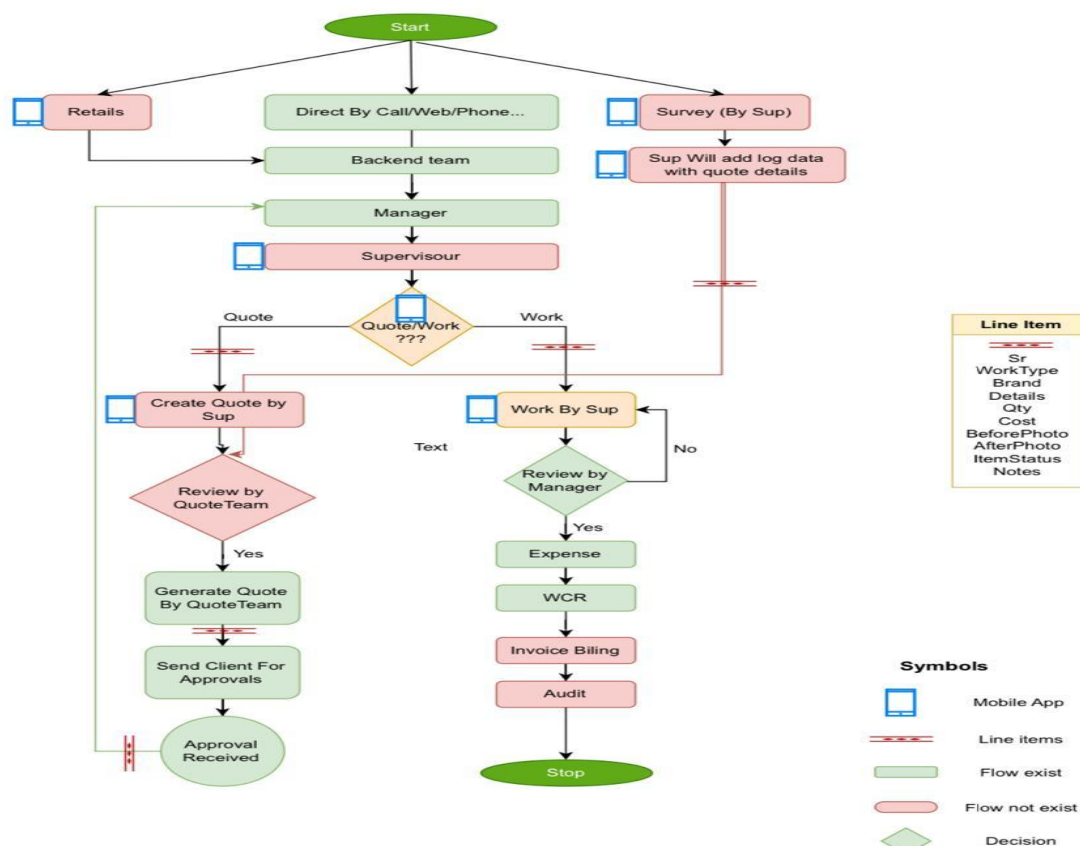 Start
Retails
Direct By Call/Web/Phone...
Survey (By Sup)
Backend team
Sup Will add log data
with quote details
Manager
Supervisour
Quote
Quote/Work
???
Work
Line Item
Sr
WorkType
Brand
Details
Qty
Cost
BeforePhoto
AfterPhoto
ItemStatus
Notes
Create Quote by
Sup
Work By Sup
Text
No
Review by
QuoteTeam
Review by
Manager
Yes
Yes
Generate Quote
By QuoteTeam
Expense
WCR
Send Client For
Approvals
Invoice Biling
Audit
Approval
Received
Stop
Symbols
Mobile App
Line items
Flow exist
Flow not exist
Decision